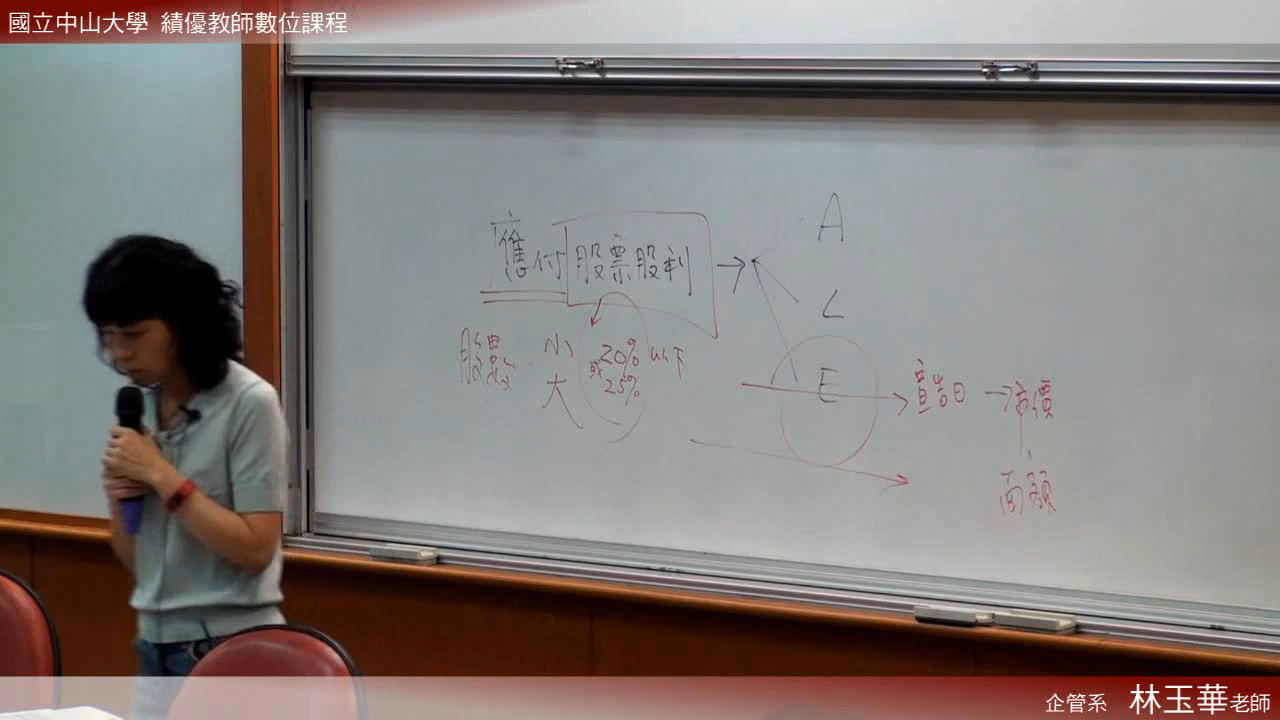 國立中山大學 績優教師數位課程
A
應付股票股利 →
L
股數 小 20% 以下
或
大 25%
E
宣告日 → 市價
面額
企管系 林玉華老師